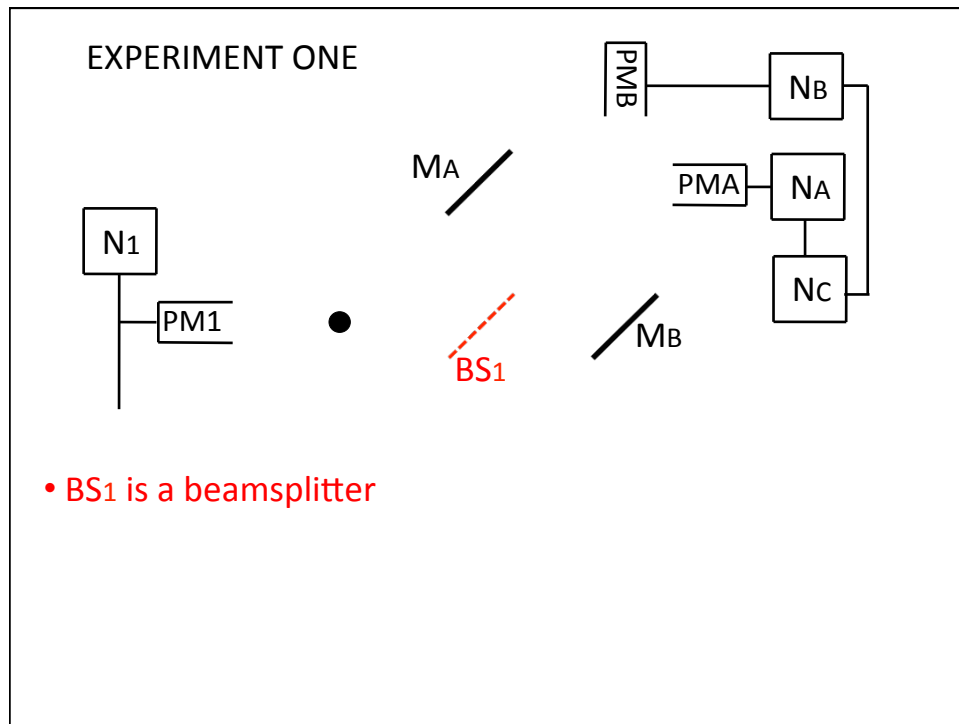 EXPERIMENT ONE
PMB
NB
MA
PMA
NA
N1
NC
PM1
MB
BS1
• BS1 is a beamsplitter